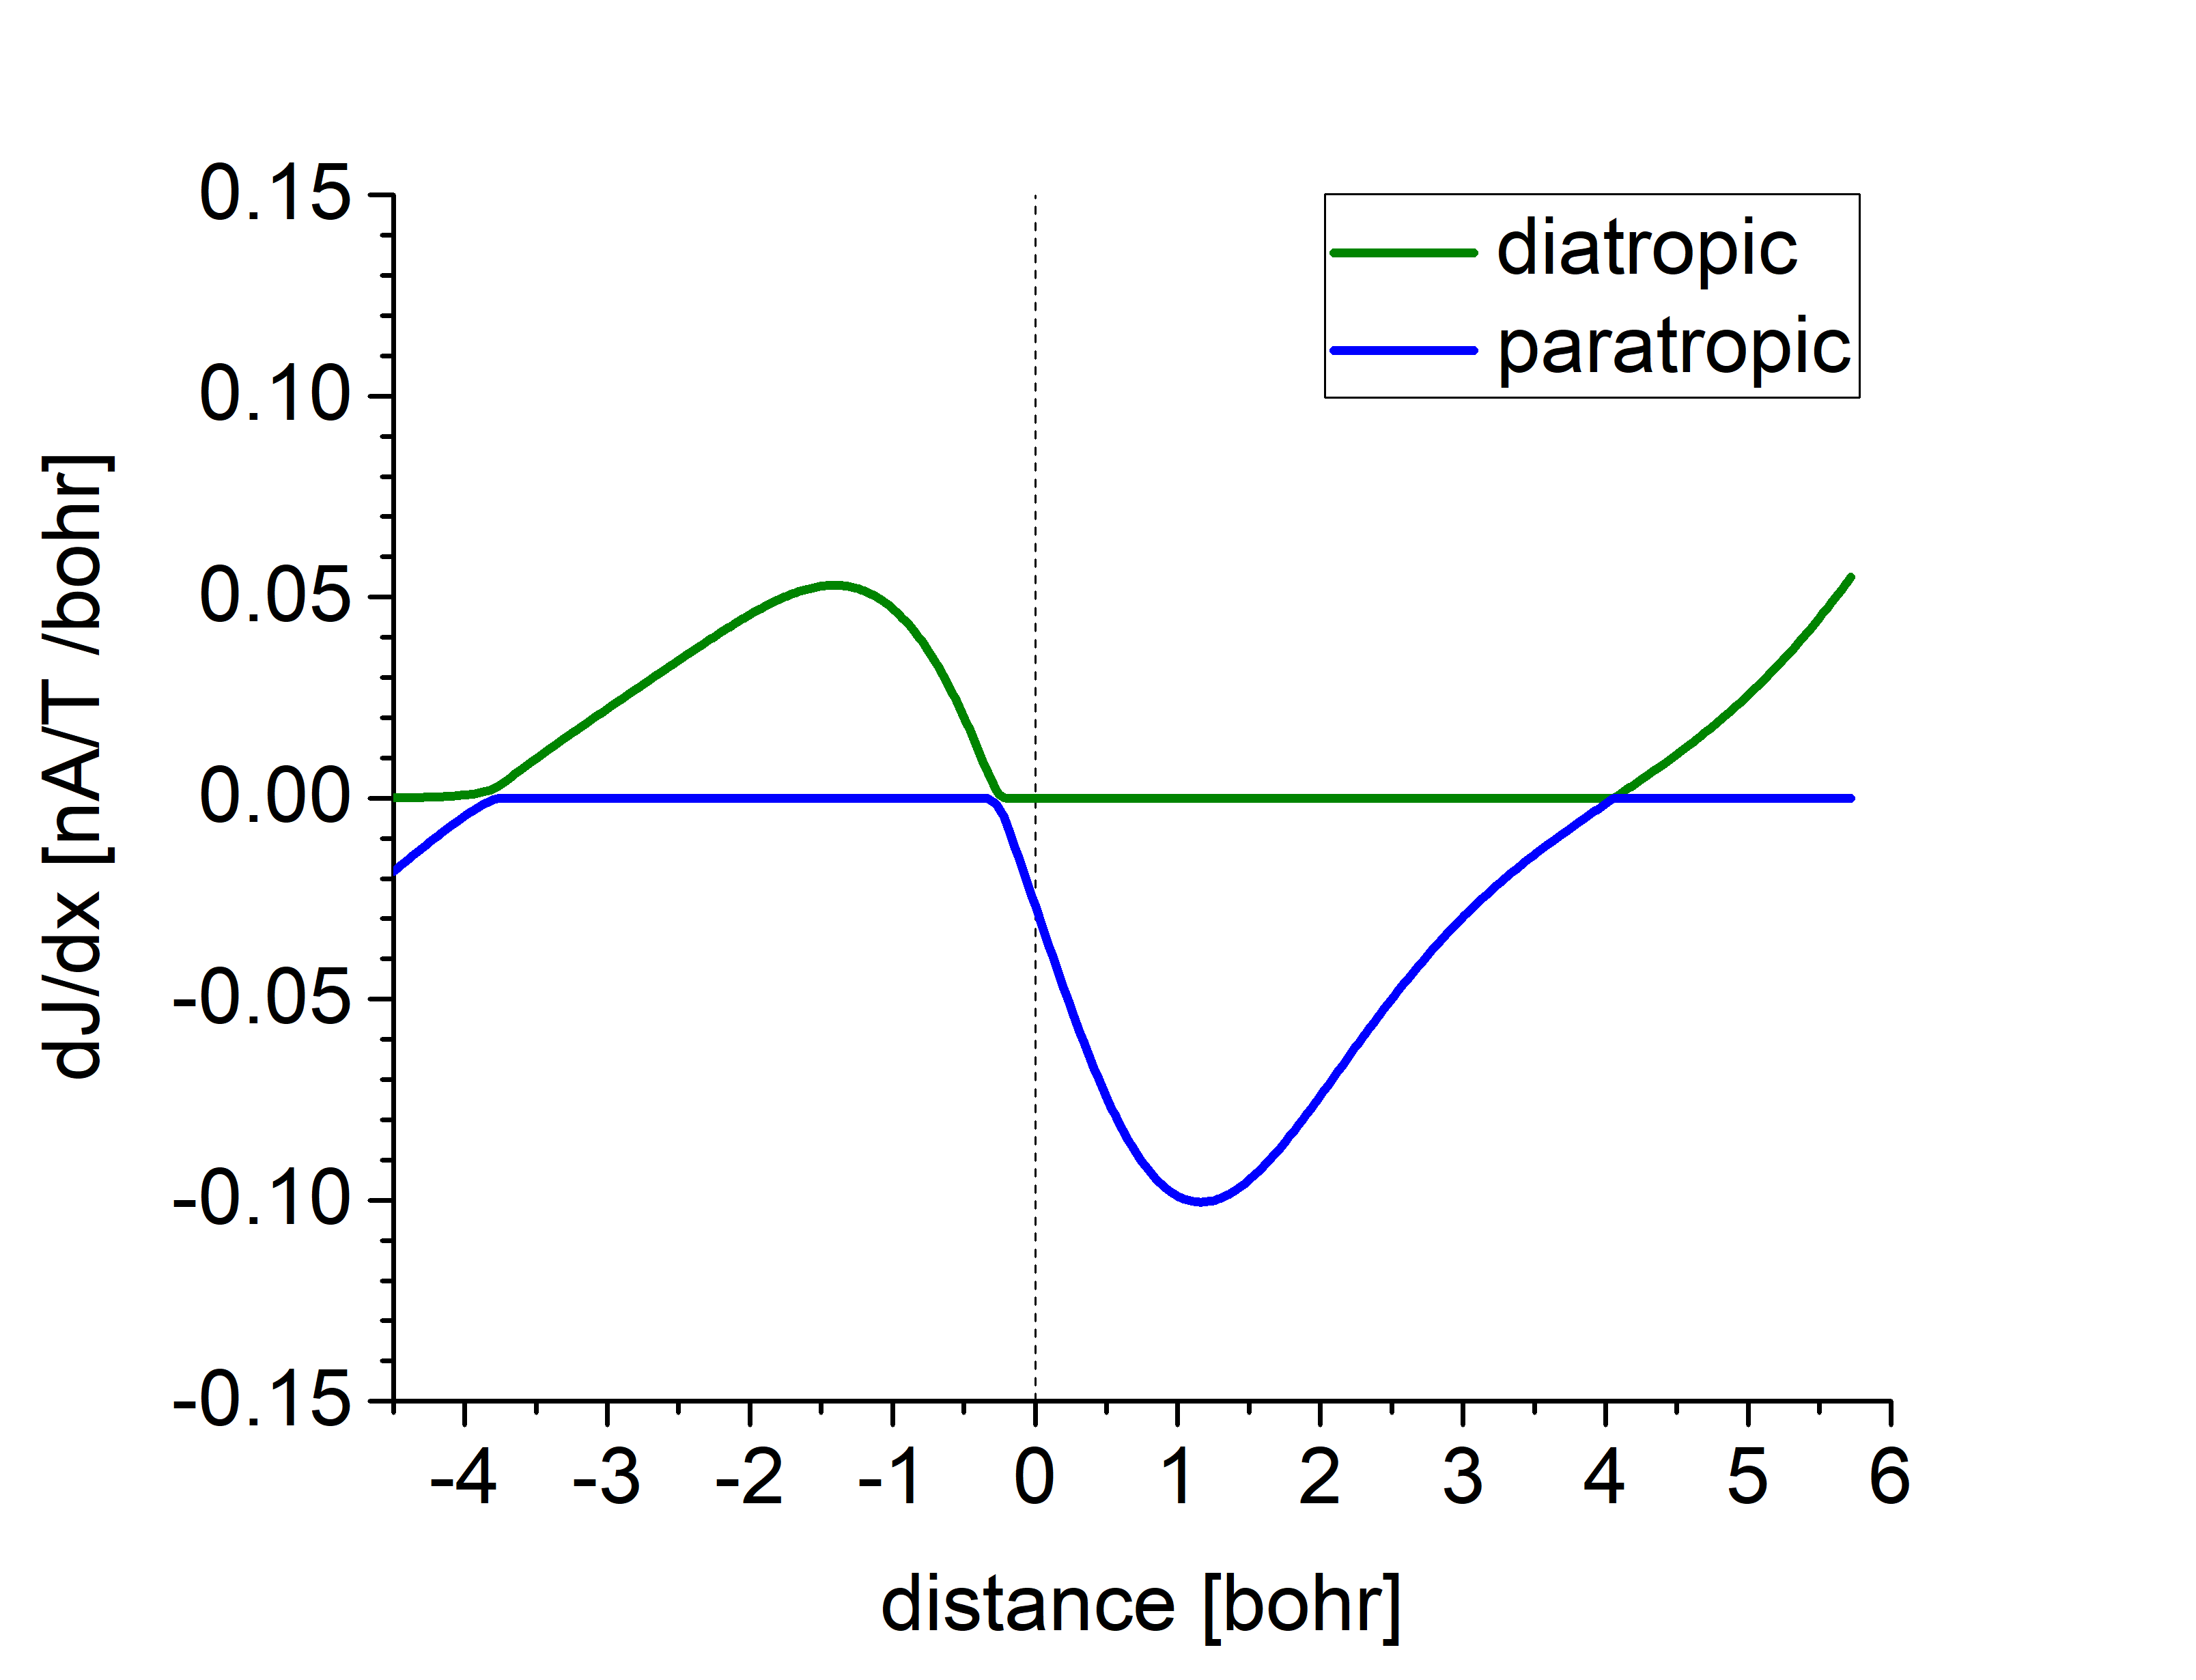 diatropic
paratropic
0.15
0.10
0.05
0.00
-0.05
-0.10
-0.15
dJ/dx [nA/T /bohr]
-4 -3 -2 -1 0 1 2 3 4 5 6
distance [bohr]